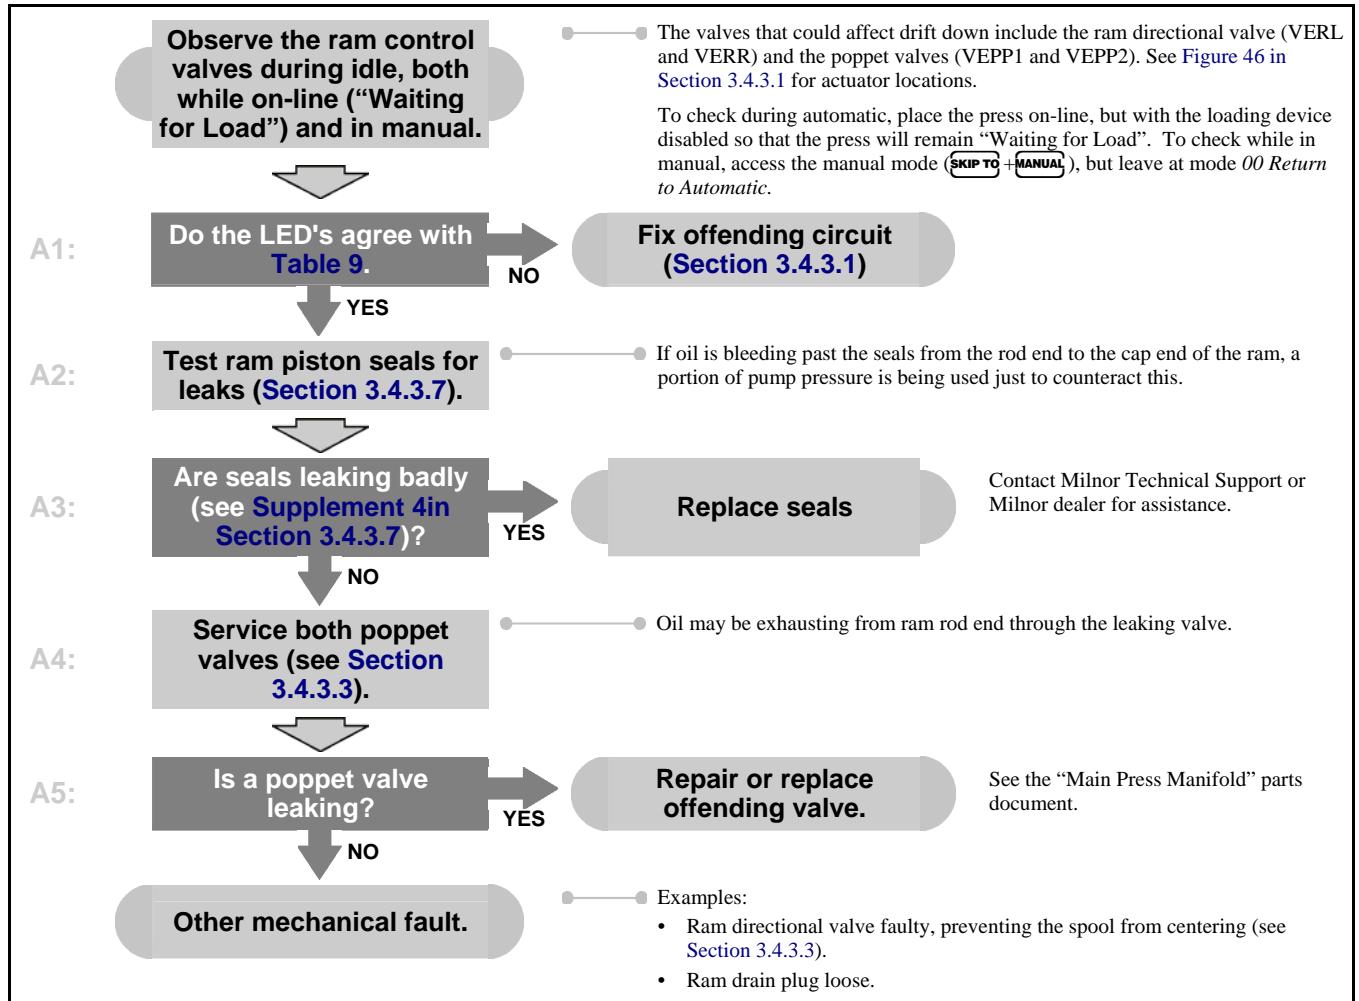 Observe the ram control
valves during idle, both
while on-line (“Waiting
for Load”) and in manual.
The valves that could affect drift down include the ram directional valve (VERL
and VERR) and the poppet valves (VEPP1 and VEPP2). See Figure 46 in
Section 3.4.3.1 for actuator locations.
To check during automatic, place the press on-line, but with the loading device
disabled so that the press will remain “Waiting for Load”. To check while in
manual, access the manual mode (SKIP TO+MANUAL), but leave at mode 00 Return
to Automatic.
A1:
Do the LED's agree with
Table 9.
NO
Fix offending circuit
(Section 3.4.3.1)
YES
A2:
Test ram piston seals for
leaks (Section 3.4.3.7).
If oil is bleeding past the seals from the rod end to the cap end of the ram, a
portion of pump pressure is being used just to counteract this.
A3:
Are seals leaking badly
(see Supplement 4in
Section 3.4.3.7)?
YES
Replace seals
Contact Milnor Technical Support or
Milnor dealer for assistance.
NO
A4:
Service both poppet
valves (see Section
3.4.3.3).
Oil may be exhausting from ram rod end through the leaking valve.
A5:
Is a poppet valve
leaking?
YES
Repair or replace
offending valve.
See the “Main Press Manifold” parts
document.
NO
Other mechanical fault.
Examples:
• Ram directional valve faulty, preventing the spool from centering (see
Section 3.4.3.3).
• Ram drain plug loose.